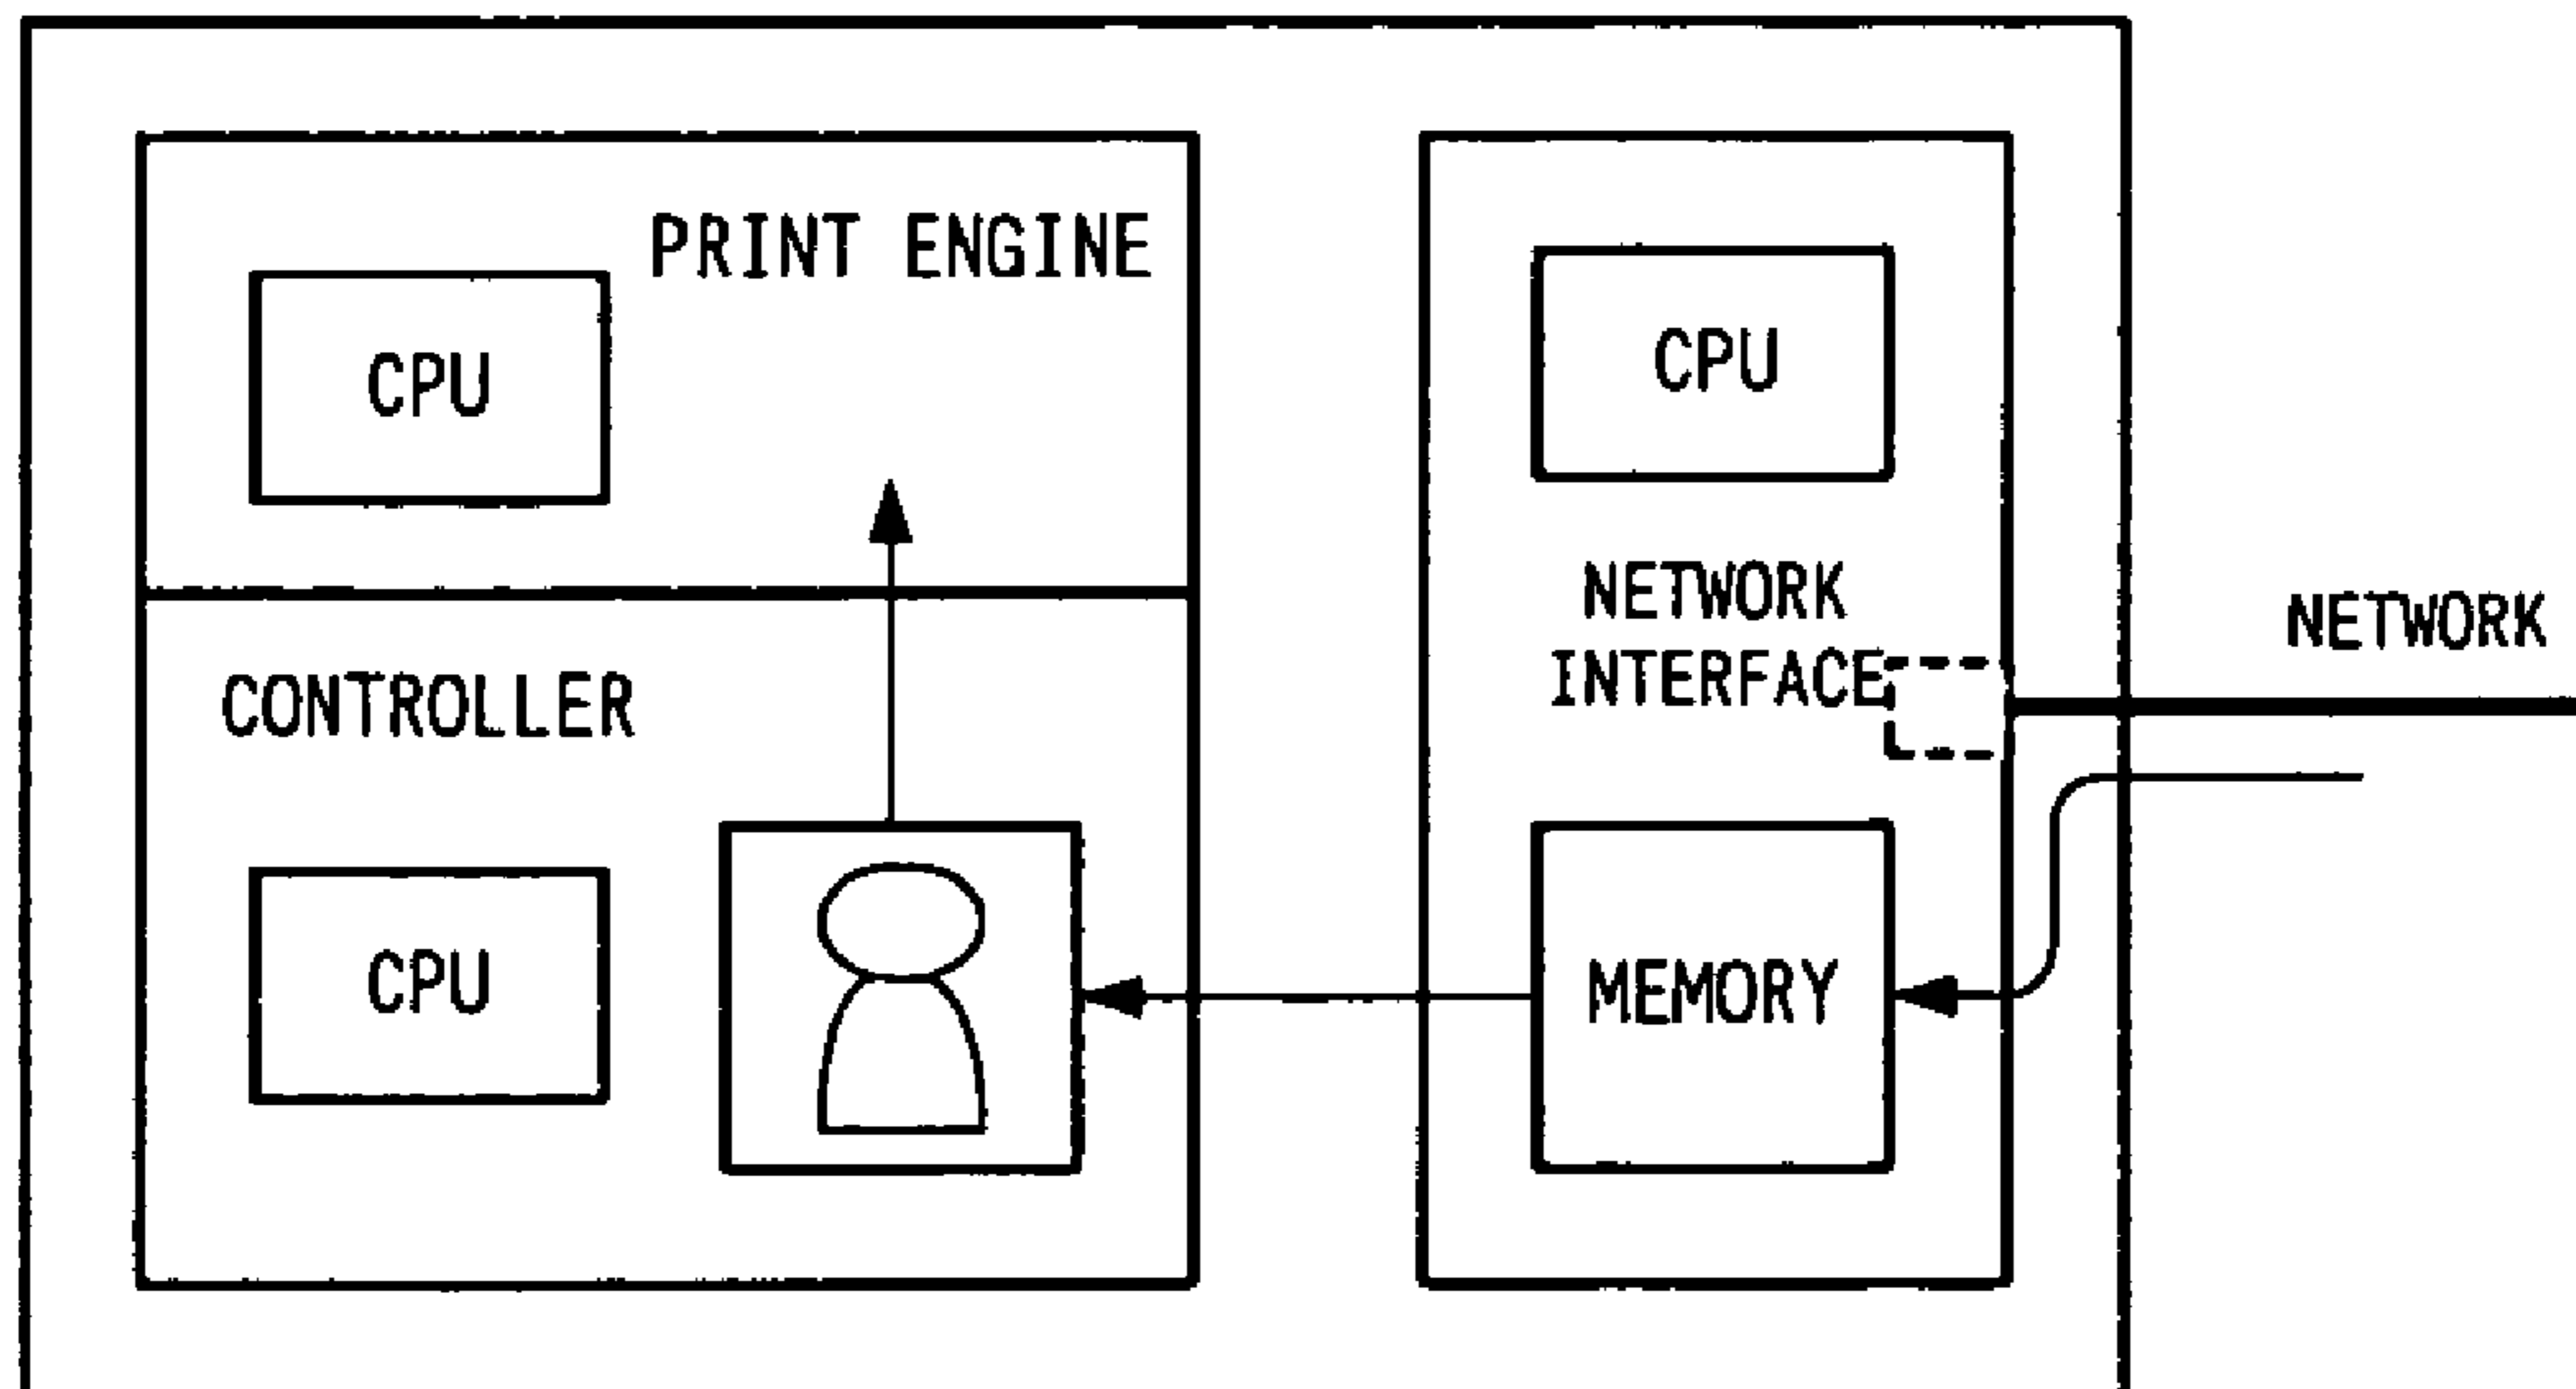 PRINT ENGINE
CPU
CONTROLLER
CPU
CPU
NETWORK
INTERFACE
MEMORY
NETWORK